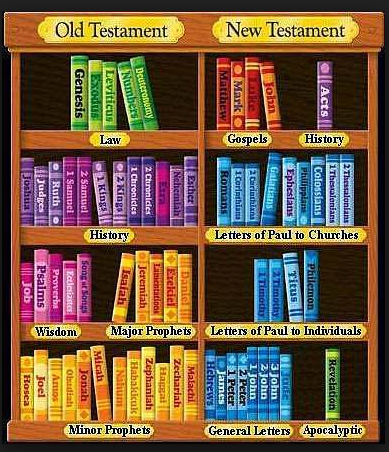 Old Testament
New Testament
Genesis
Exodus
Leviticus
Numbers
Deuteronomy
Law
Matthew
Mark
Luke
John
Gospels
Acts
History
Joshua
Judges
Ruth
1 Samuel
2 Samuel
1 Kings
2 Kings
1 Chronicles
2 Chronicles
Ezra
Nehemiah
Esther
History
Romans
1 Corinthians
2 Corinthians
Galatians
Ephesians
Philippians
Colossians
1 Thessalonians
2 Thessalonians
Letters of Paul to Churches
Job
Psalms
Proverbs
Ecclesiastes
Song of Songs
Wisdom
Isaiah
Jeremiah
Lamentations
Ezekiel
Daniel
Major Prophets
1 Timothy
2 Timothy
Titus
Philemon
Letters of Paul to Individuals
Hosea
Joel
Amos
Obadiah
Jonah
Micah
Nahum
Habakkuk
Zephaniah
Haggai
Zechariah
Malachi
Minor Prophets
Hebrews
James
1 Peter
2 Peter
1 John
2 John
3 John
Jude
General Letters
Revelation
Apocalyptic